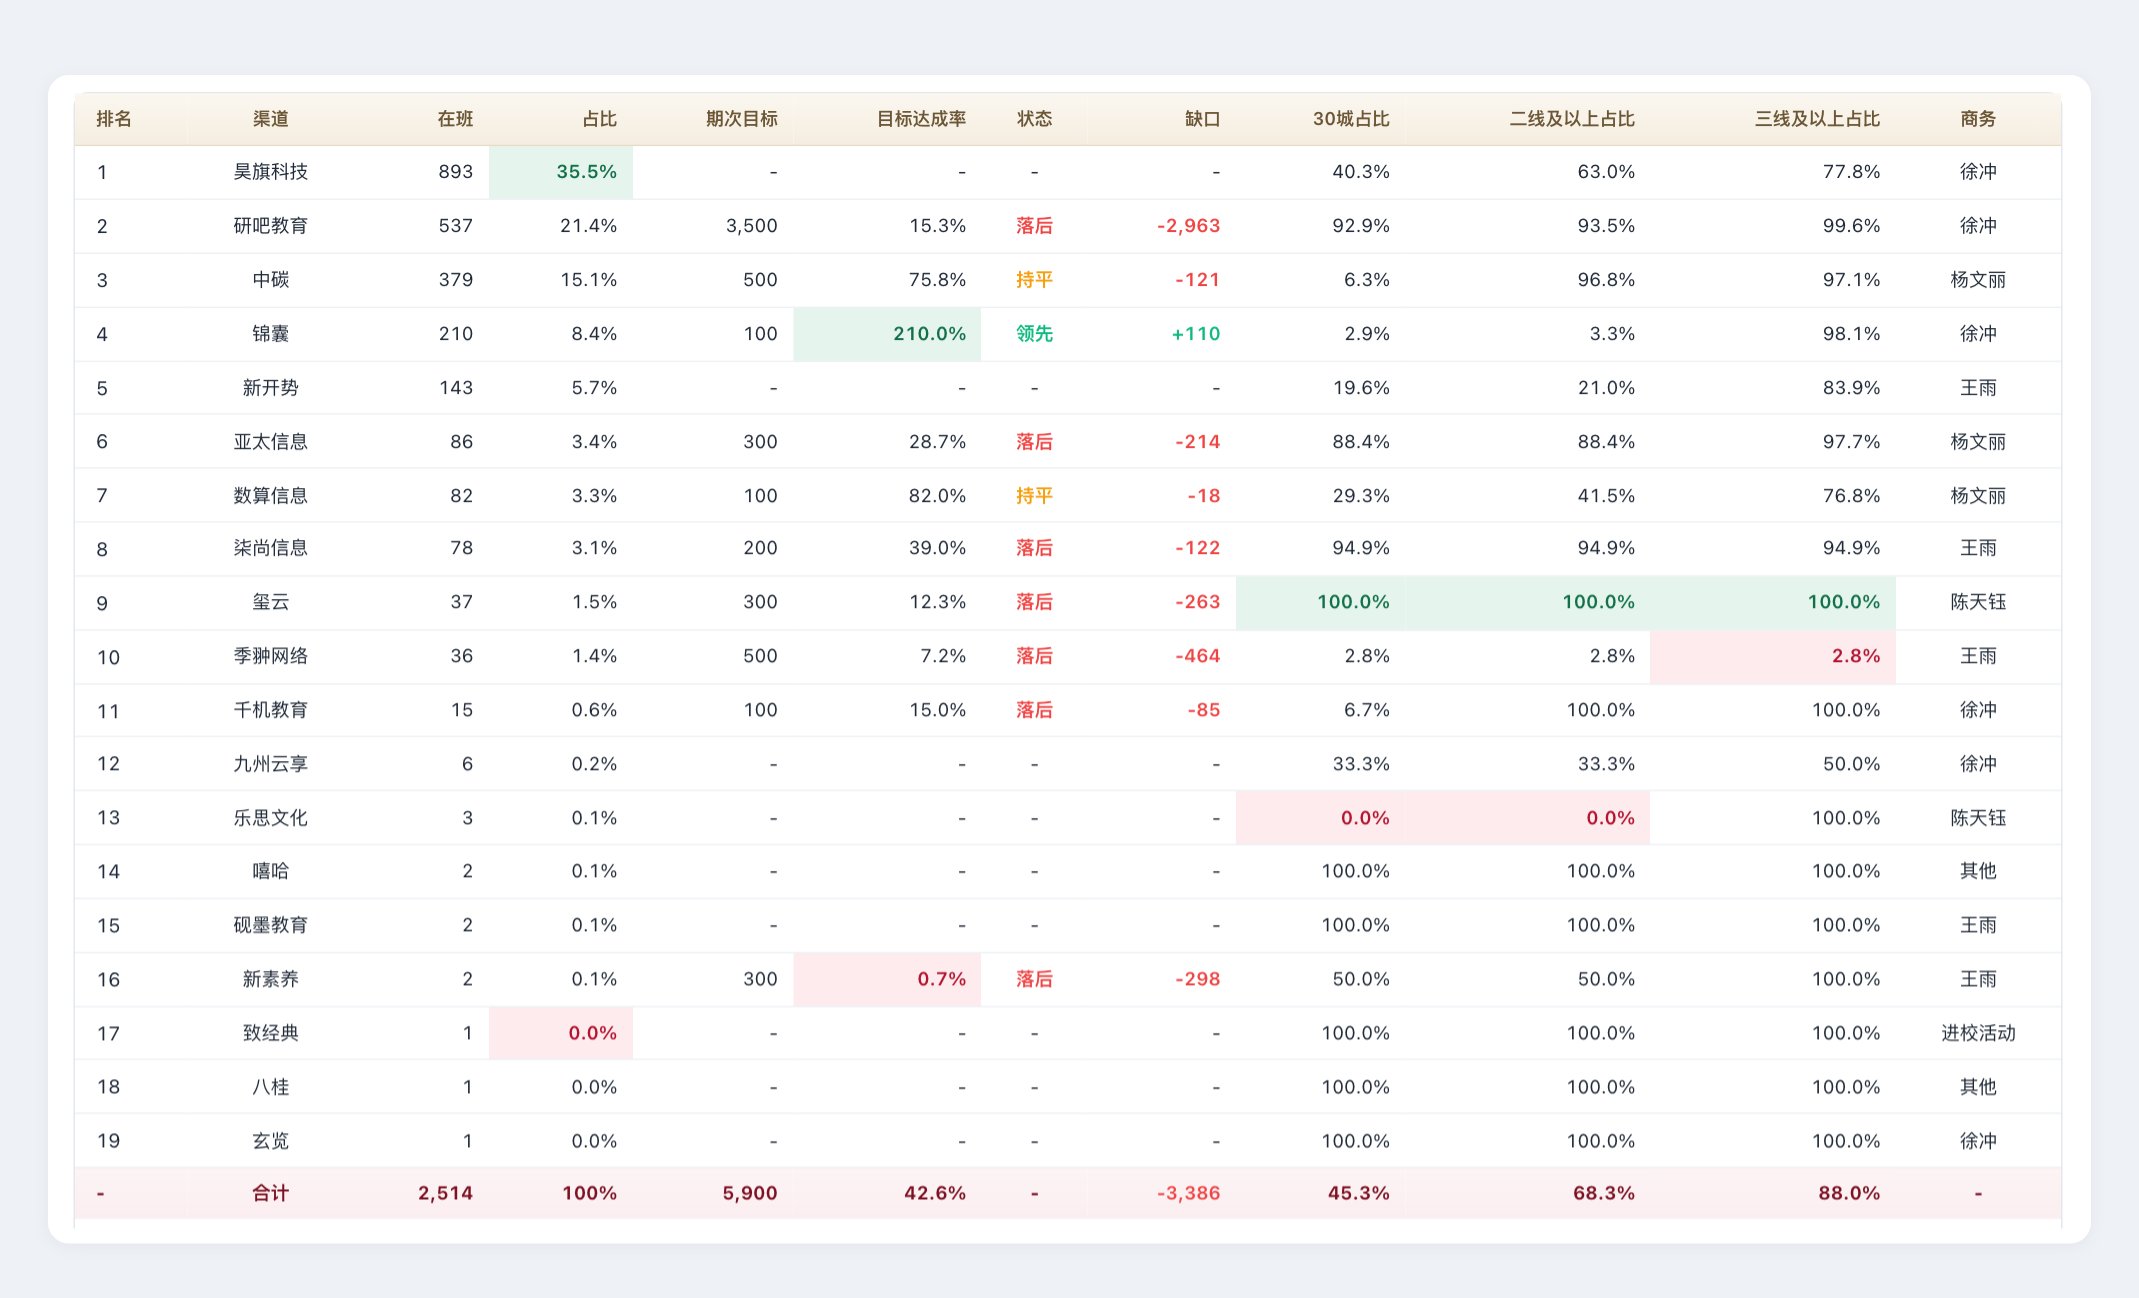 排名 渠道 在班 占比 期次目标 目标达成率 状态 缺口 30城占比 二线及以上占比 三线及以上占比 商务
1 昊旗科技 893 35.5% - - - - 40.3% 63.0% 77.8% 徐冲
2 研吧教育 537 21.4% 3,500 15.3% 落后 -2,963 92.9% 93.5% 99.6% 徐冲
3 中碳 379 15.1% 500 75.8% 持平 -121 6.3% 96.8% 97.1% 杨文丽
4 锦囊 210 8.4% 100 210.0% 领先 +110 2.9% 3.3% 98.1% 徐冲
5 新开势 143 5.7% - - - - 19.6% 21.0% 83.9% 王雨
6 亚太信息 86 3.4% 300 28.7% 落后 -214 88.4% 88.4% 97.7% 杨文丽
7 数算信息 82 3.3% 100 82.0% 持平 -18 29.3% 41.5% 76.8% 杨文丽
8 柒尚信息 78 3.1% 200 39.0% 落后 -122 94.9% 94.9% 94.9% 王雨
9 玺云 37 1.5% 300 12.3% 落后 -263 100.0% 100.0% 100.0% 陈天钰
10 季翀网络 36 1.4% 500 7.2% 落后 -464 2.8% 2.8% 2.8% 王雨
11 千机教育 15 0.6% 100 15.0% 落后 -85 6.7% 100.0% 100.0% 徐冲
12 九州云享 6 0.2% - - - - 33.3% 33.3% 50.0% 徐冲
13 乐思文化 3 0.1% - - - - 0.0% 0.0% 100.0% 陈天钰
14 嘻哈 2 0.1% - - - - 100.0% 100.0% 100.0% 其他
15 砚墨教育 2 0.1% - - - - 100.0% 100.0% 100.0% 王雨
16 新素养 2 0.1% 300 0.7% 落后 -298 50.0% 50.0% 100.0% 王雨
17 致经典 1 0.0% - - - - 100.0% 100.0% 100.0% 进校活动
18 八桂 1 0.0% - - - - 100.0% 100.0% 100.0% 其他
19 玄览 1 0.0% - - - - 100.0% 100.0% 100.0% 徐冲
- 合计 2,514 100% 5,900 42.6% - -3,386 45.3% 68.3% 88.0% -